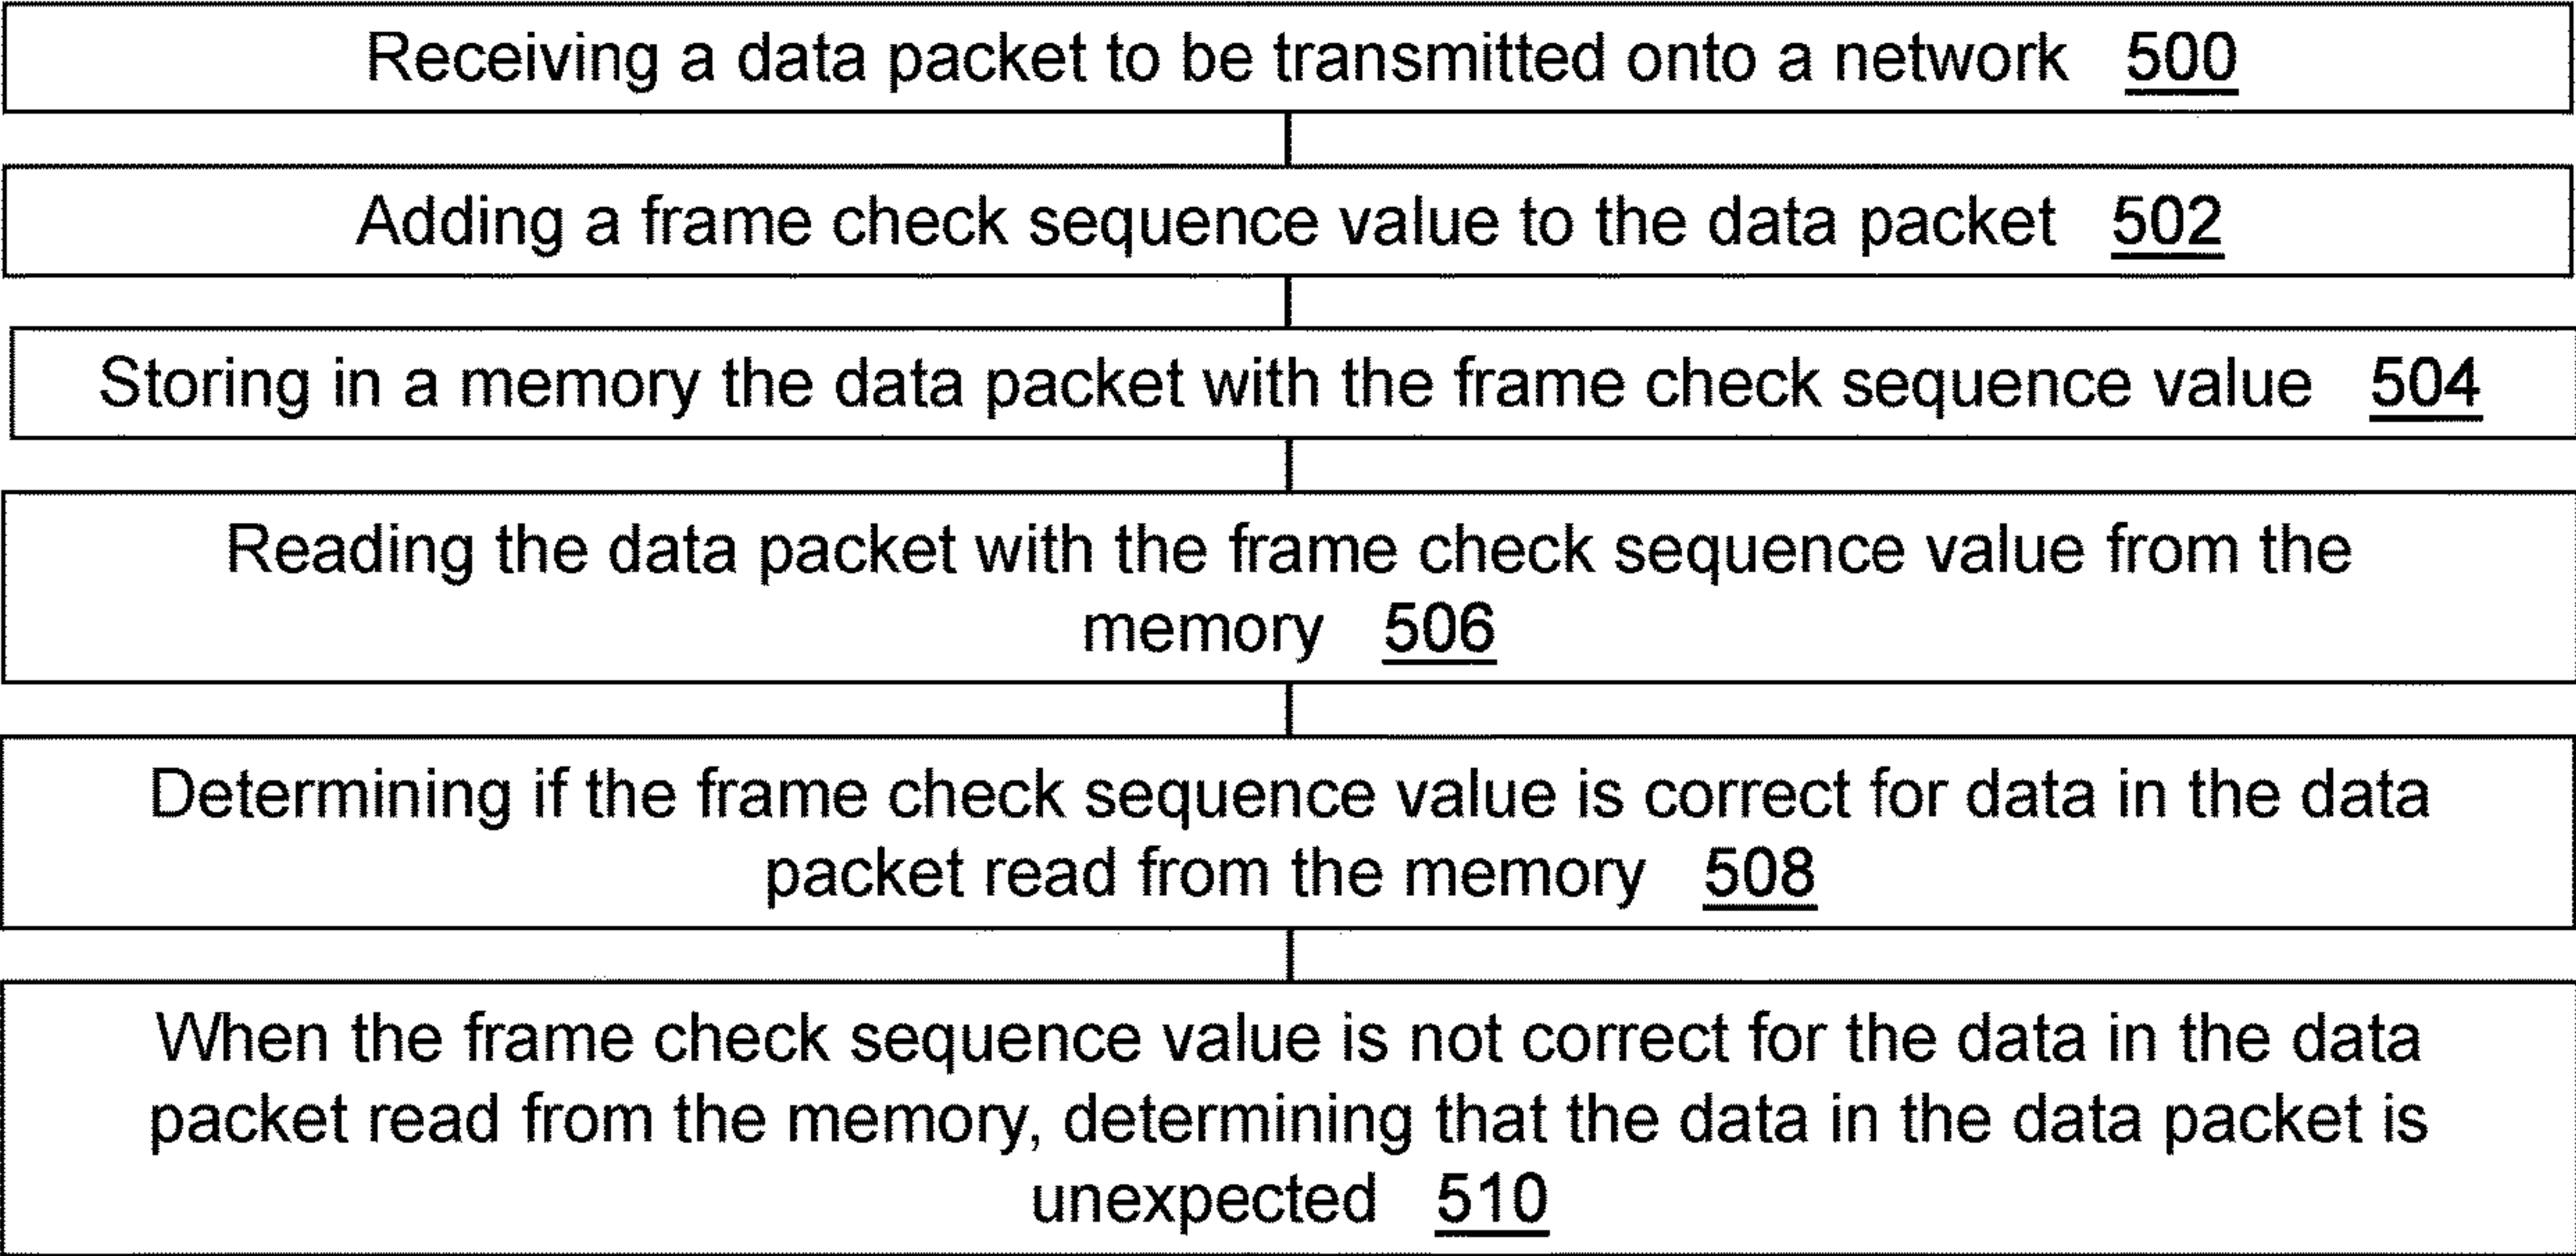 Receiving a data packet to be transmitted onto a network 500
Adding a frame check sequence value to the data packet 502
Storing in a memory the data packet with the frame check sequence value 504
Reading the data packet with the frame check sequence value from the
memory 506
Determining if the frame check sequence value is correct for data in the data
packet read from the memory 508
When the frame check sequence value is not correct for the data in the data
packet read from the memory, determining that the data in the data packet is
unexpected 510